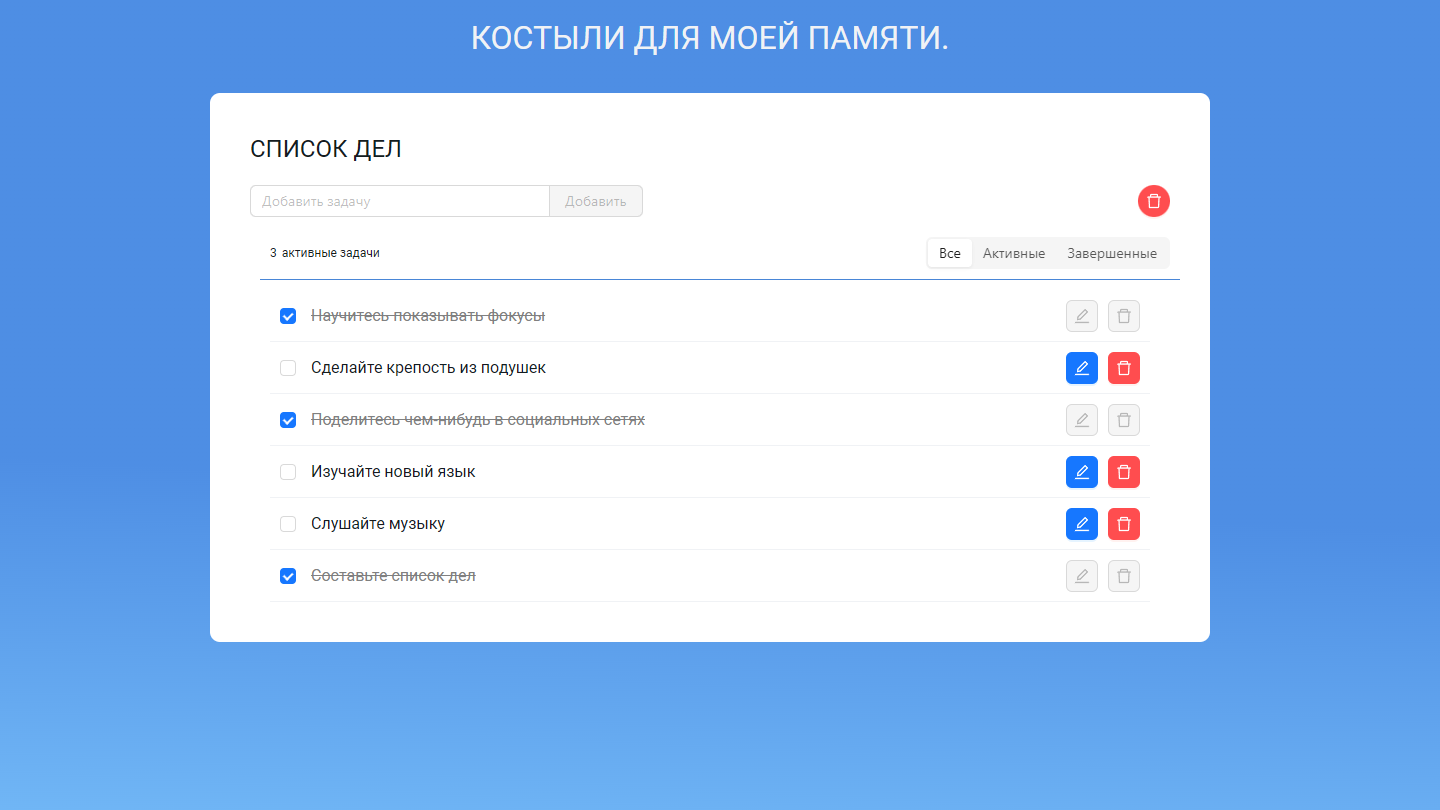 КОСТЫЛИ ДЛЯ МОЕЙ ПАМЯТИ.
СПИСОК ДЕЛ
Добавить задачу Добавить
3 активные задачи Все Активные Завершенные
Научитесь показывать фокусы
Сделайте крепость из подушек
Поделитесь чем-нибудь в социальных сетях
Изучайте новый язык
Слушайте музыку
Составьте список дел